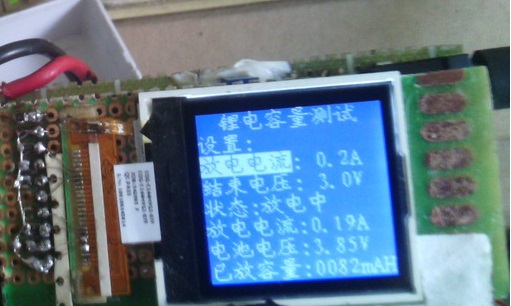 锂电容量测试
设置:
放电电流: 0.2A
结束电压: 3.0V
状态:放电中
放电电流:0.19A
电池电压:3.85V
已放容量:0082mAH